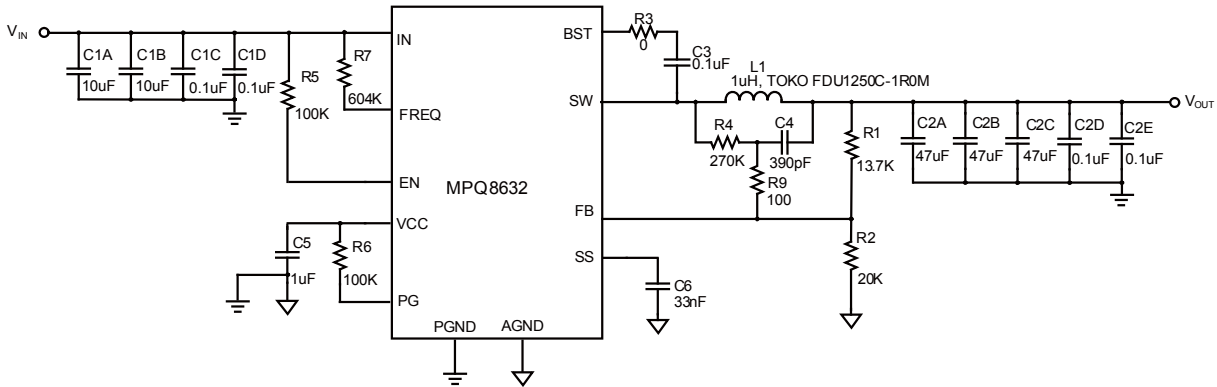 VIN
C1A
10uF
C1B
10uF
C1C
0.1uF
C1D
0.1uF
R5
100K
R7
604K
IN
FREQ
EN
VCC
PG
MPQ8632
PGND
AGND
BST
SW
FB
SS
C5
1uF
R6
100K
R3
0
C3
0.1uF
L1
1uH, TOKO FDU1250C-1R0M
R4
270K
C4
390pF
R9
100
R1
13.7K
R2
20K
C6
33nF
C2A
47uF
C2B
47uF
C2C
47uF
C2D
0.1uF
C2E
0.1uF
VOUT